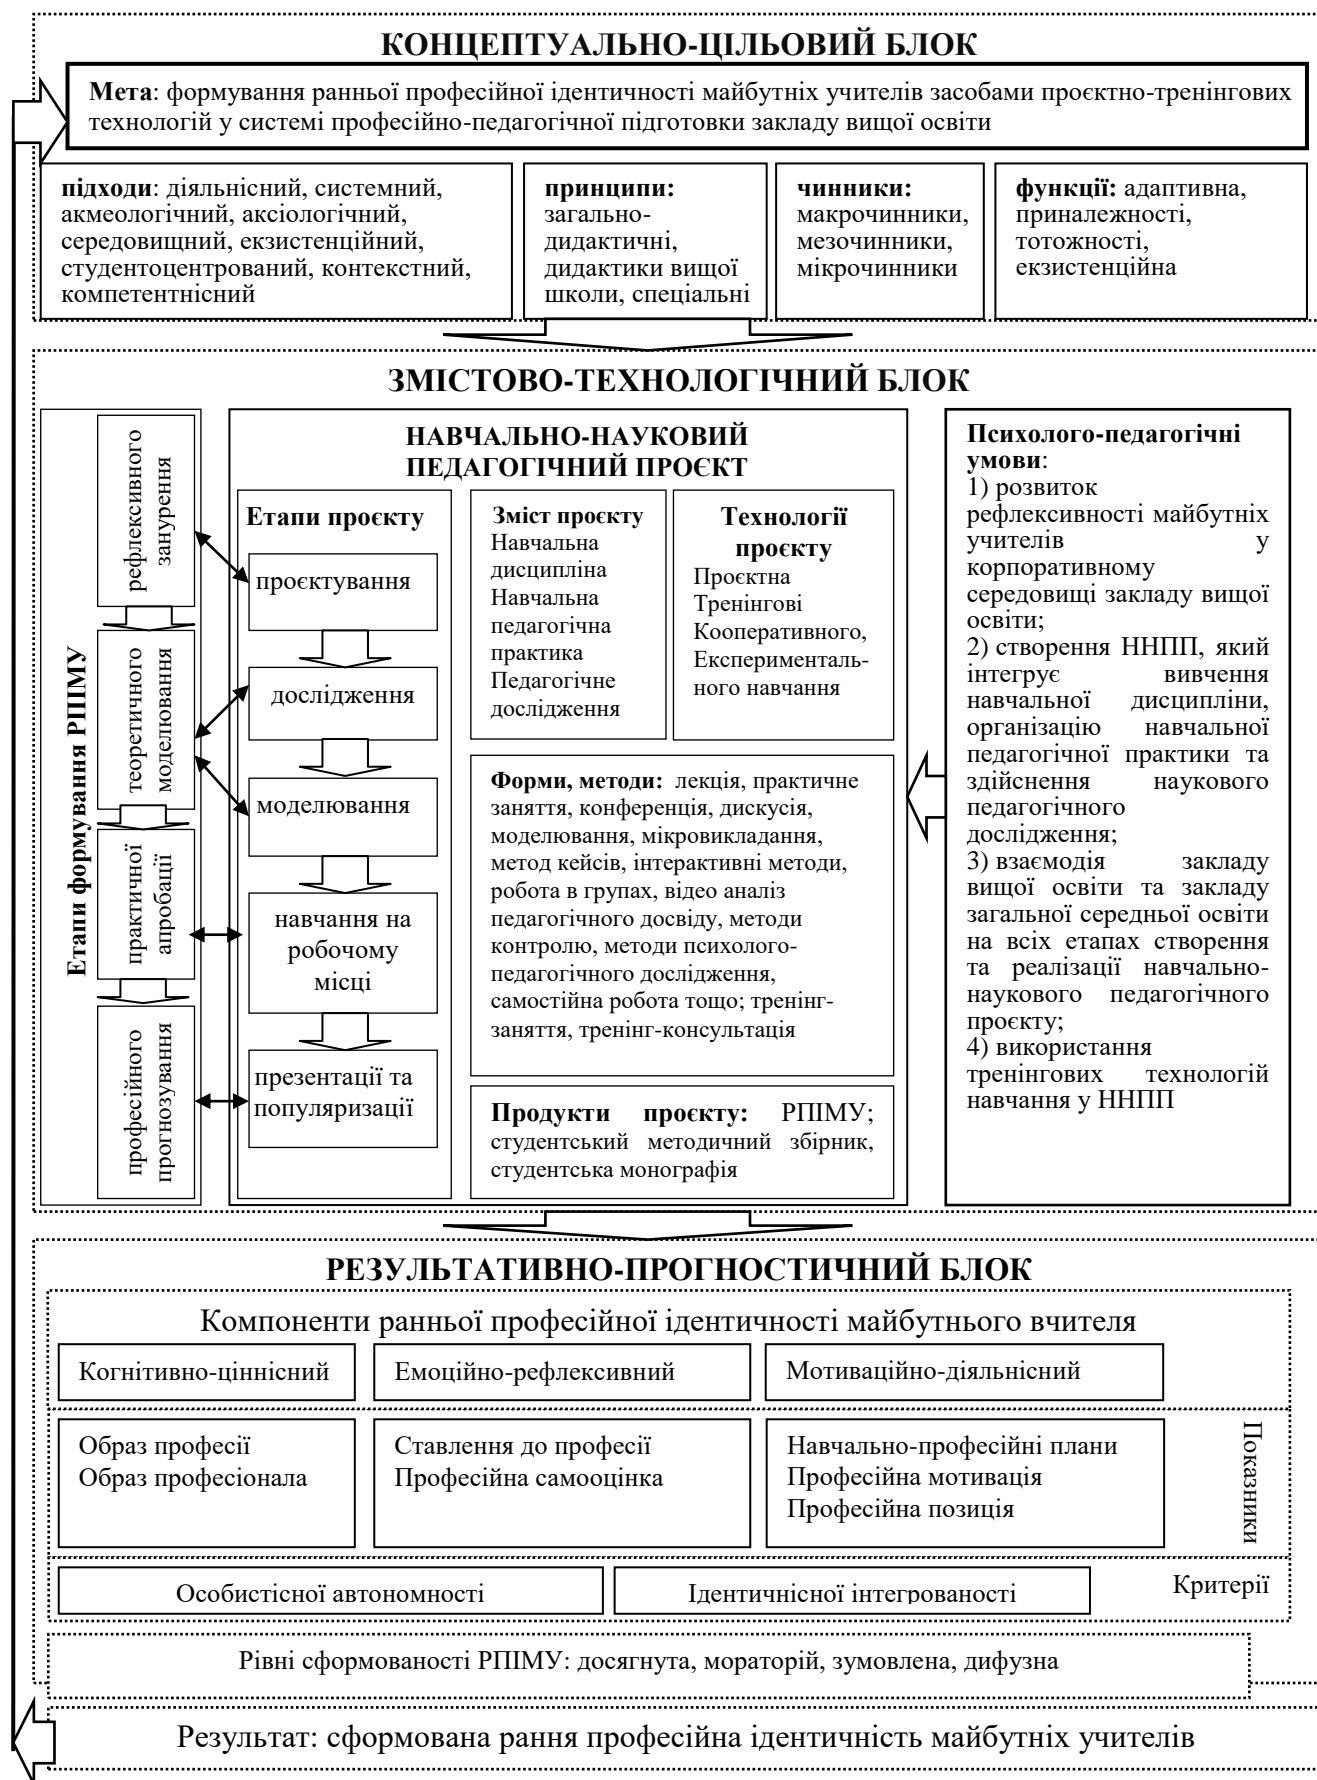 КОНЦЕПТУАЛЬНО-ЦІЛЬОВИЙ БЛОК
Мета: формування ранньої професійної ідентичності майбутніх учителів засобами проєктно-тренінгових
технологій у системі професійно-педагогічної підготовки закладу вищої освіти
підходи: діяльнісний, системний,
акмеологічний, аксіологічний,
середовищний, екзистенційний,
студентоцентрований, контекстний,
компетентнісний
принципи:
загально-
дидактичні,
дидактики вищої
школи, спеціальні
чинники:
макрочинники,
мезочинники,
мікрочинники
функції: адаптивна,
приналежності,
тотожності,
екзистенційна
ЗМІСТОВО-ТЕХНОЛОГІЧНИЙ БЛОК
Етапи формування РПІМУ
рефлексивного
занурення
теоретичного
моделювання
практичної
апробації
професійного
прогнозування
НАВЧАЛЬНО-НАУКОВИЙ
ПЕДАГОГІЧНИЙ ПРОЄКТ
Етапи проєкту
проєктування
дослідження
моделювання
навчання на
робочому
місці
презентації та
популяризації
Зміст проєкту
Навчальна
дисципліна
Навчальна
педагогічна
практика
Педагогічне
дослідження
Технології
проєкту
Проєктна
Тренінгові
Кооперативного,
Експерименталь-
ного навчання
Форми, методи: лекція, практичне
заняття, конференція, дискусія,
моделювання, мікровикладання,
метод кейсів, інтерактивні методи,
робота в групах, відео аналіз
педагогічного досвіду, методи
контролю, методи психолого-
педагогічного дослідження,
самостійна робота тощо; тренінг-
заняття, тренінг-консультація
Продукти проєкту: РПІМУ;
студентський методичний збірник,
студентська монографія
Психолого-педагогічні
умови:
1) розвиток
рефлексивності майбутніх
учителів у
корпоративному
середовищі закладу вищої
освіти;
2) створення ННПП, який
інтегрує вивчення
навчальної дисципліни,
організацію навчальної
педагогічної практики та
здійснення наукового
педагогічного
дослідження;
3) взаємодія закладу
вищої освіти та закладу
загальної середньої освіти
на всіх етапах створення
та реалізації навчально-
наукового педагогічного
проєкту;
4) використання
тренінгових технологій
навчання у ННПП
РЕЗУЛЬТАТИВНО-ПРОГНОСТИЧНИЙ БЛОК
Компоненти ранньої професійної ідентичності майбутнього вчителя
Когнітивно-ціннісний
Емоційно-рефлексивний
Мотиваційно-діяльнісний
Образ професії
Образ професіонала
Ставлення до професії
Професійна самооцінка
Навчально-професійні плани
Професійна мотивація
Професійна позиція
Показники
Особистісної автономності
Ідентичнісної інтегрованості
Критерії
Рівні сформованості РПІМУ: досягнута, мораторій, зумовлена, дифузна
Результат: сформована рання професійна ідентичність майбутніх учителів